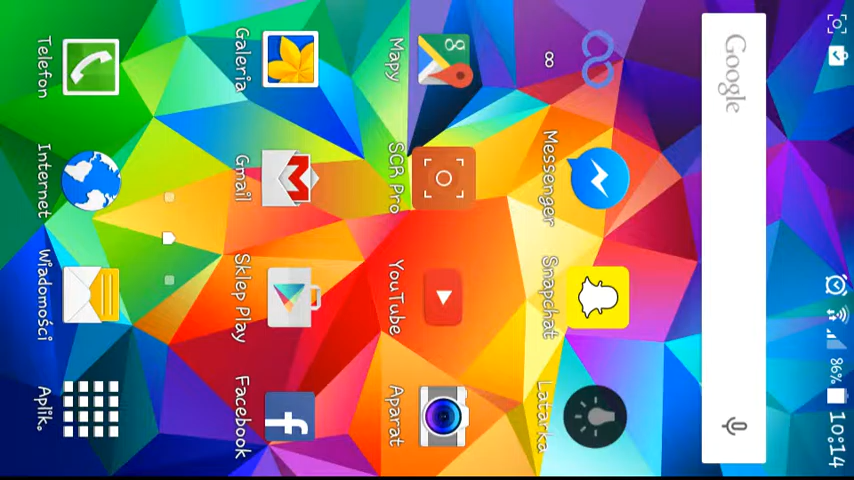 86% 10:14
Google
∞ Messenger Snapchat Latarka
Mapy SCR Pro YouTube Aparat
Galeria Gmail Sklep Play Facebook
Telefon Internet Wiadomości Aplik.